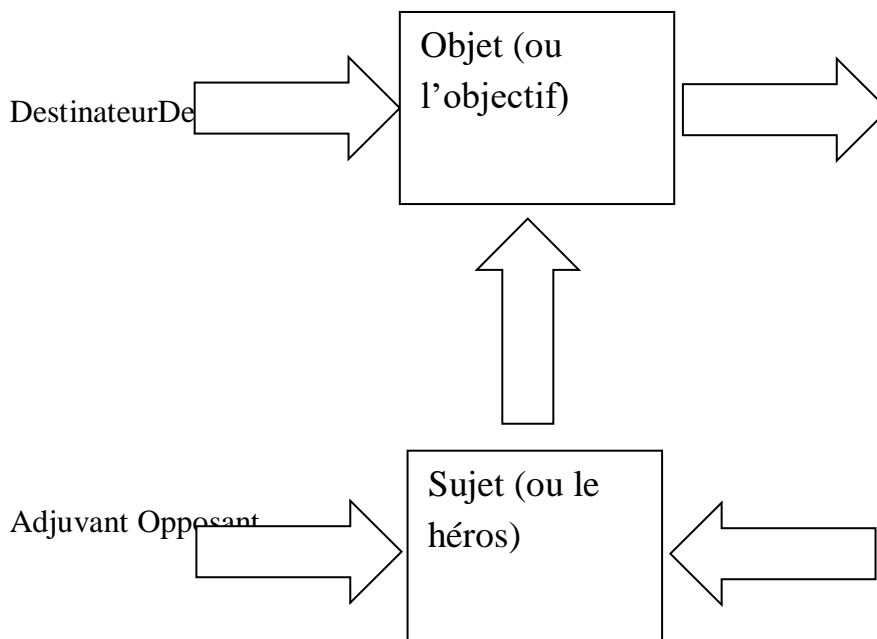 Objet (ou
l’objectif)
DestinateurDe
Sujet (ou le
héros)
Adjuvant Opposant